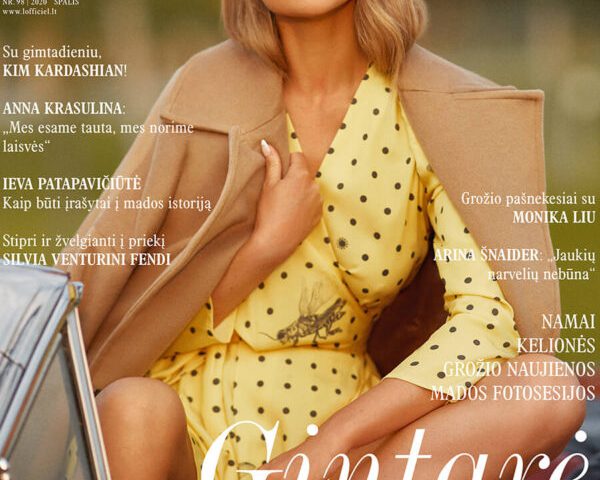 NR. 98 | 2020 SPALIS
www.lofficiel.lt
Su gimtadieniu,
KIM KARDASHIAN!
ANNA KRASULINA:
„Mes esame tauta, mes norime
laisvės“
IEVA PATAPAVIČIŪTĖ
Kaip būti įrašytai į mados istoriją
Stipri ir žvelgianti į priekį
SILVIA VENTURINI FENDI
Grožio pašnekesiai su
MONIKA LIU
ARINA ŠNAIDER: „Jaukių
narvelių nebūna“
NAMAI
KELIONĖS
GROŽIO NAUJIENOS
MADOS FOTOSESIJOS
Gintarė